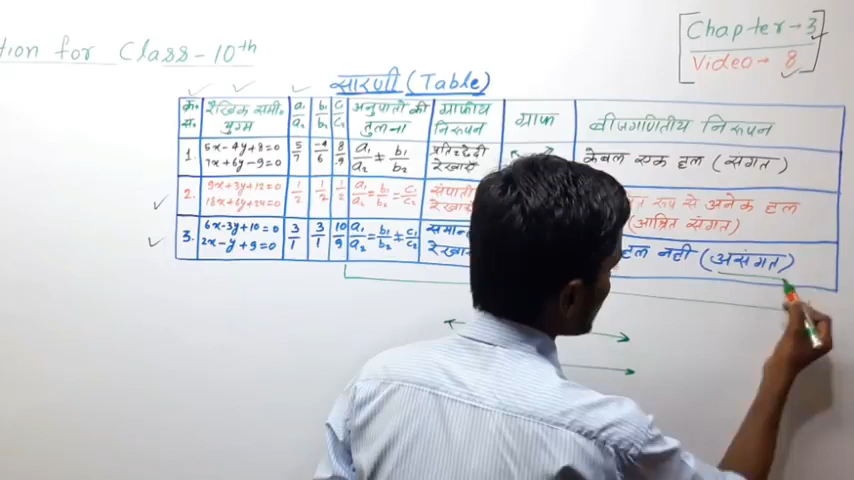 tion for Class-10th
[Chapter → 3]
Video → 8
सारणी (Table)
क्र. स. रैखिक समी. युग्म a1/a2 b1/b2 c1/c2 अनुपातों की तुलना ग्राफीय निरूपन ग्राफ बीजगणितीय निरूपन
1. 5x-4y+8=0 5/7 -4/6 8/-9 a1/a2 ≠ b1/b2 प्रतिच्छेदी रेखाएँ केवल एक हल (संगत)
7x+6y-9=0
2. 9x+3y+12=0 1/2 1/2 1/2 a1/a2 = b1/b2 = c1/c2 संपाती रेखा रूप से अनेक हल
18x+6y+24=0 (आश्रित संगत)
3. 6x-3y+10=0 3/1 3/1 10/9 a1/a2 = b1/b2 ≠ c1/c2 रेखा हल नही (असंगत)
2x-y+9=0